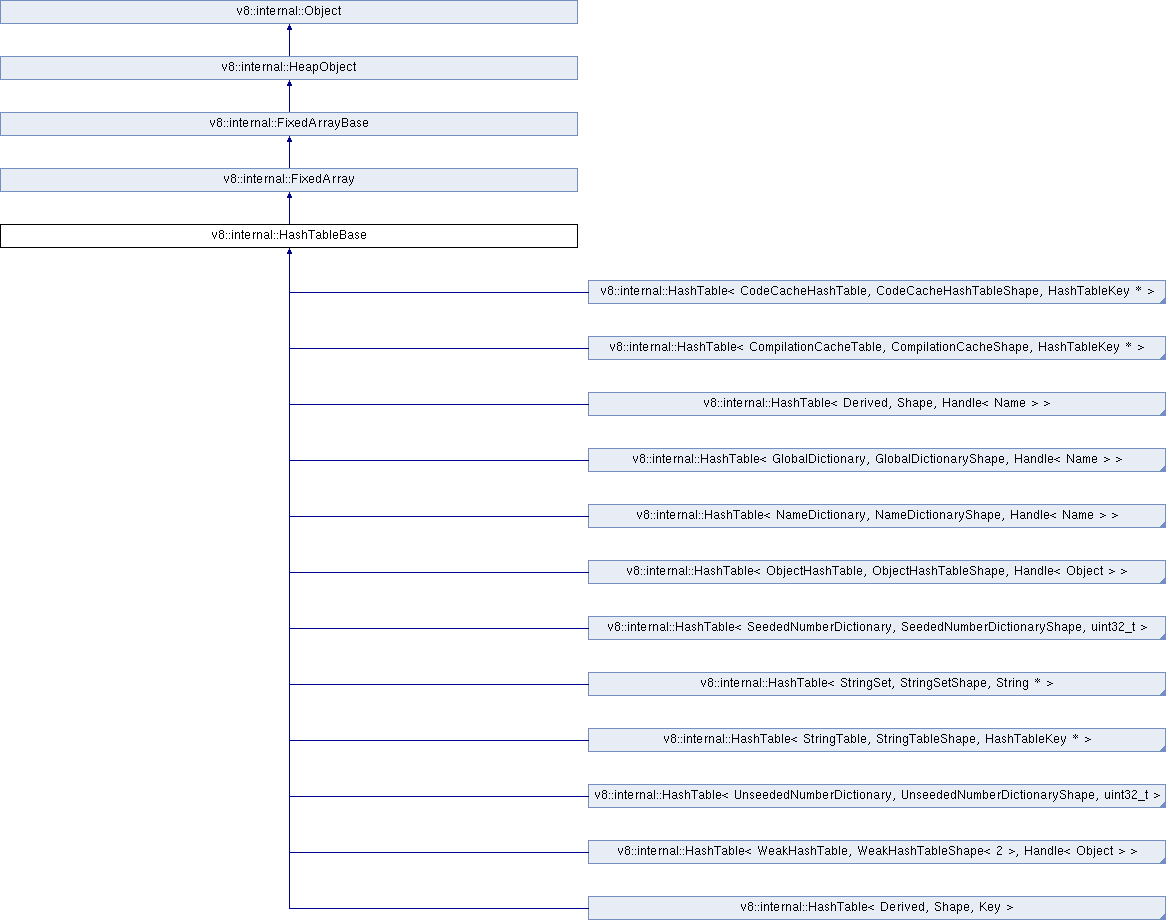 v8::internal::Object
v8::internal::HeapObject
v8::internal::FixedArrayBase
v8::internal::FixedArray
v8::internal::HashTableBase
v8::internal::HashTable< CodeCacheHashTable, CodeCacheHashTableShape, HashTableKey * >
v8::internal::HashTable< CompilationCacheTable, CompilationCacheShape, HashTableKey * >
v8::internal::HashTable< Derived, Shape, Handle< Name > >
v8::internal::HashTable< GlobalDictionary, GlobalDictionaryShape, Handle< Name > >
v8::internal::HashTable< NameDictionary, NameDictionaryShape, Handle< Name > >
v8::internal::HashTable< ObjectHashTable, ObjectHashTableShape, Handle< Object > >
v8::internal::HashTable< SeededNumberDictionary, SeededNumberDictionaryShape, uint32_t >
v8::internal::HashTable< StringSet, StringSetShape, String * >
v8::internal::HashTable< StringTable, StringTableShape, HashTableKey * >
v8::internal::HashTable< UnseededNumberDictionary, UnseededNumberDictionaryShape, uint32_t >
v8::internal::HashTable< WeakHashTable, WeakHashTableShape< 2 >, Handle< Object > >
v8::internal::HashTable< Derived, Shape, Key >